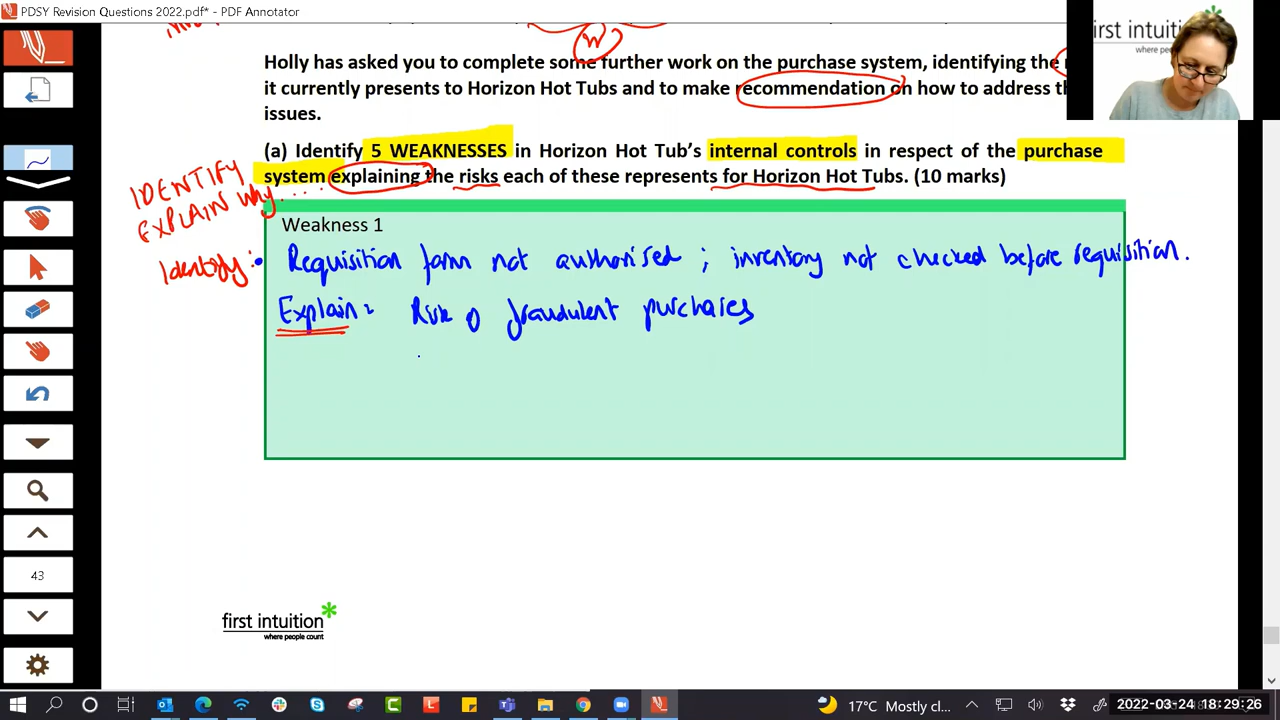 PDSY Revision Questions 2022.pdf* - PDF Annotator
first intuition
where people
W
Holly has asked you to complete some further work on the purchase system, identifying the
it currently presents to Horizon Hot Tubs and to make recommendation on how to address
issues.
(a) Identify 5 WEAKNESSES in Horizon Hot Tub's internal controls in respect of the purchase
system explaining the risks each of these represents for Horizon Hot Tubs. (10 marks)
IDENTIFY
EXPLAIN Why....
Weakness 1
Identify: • Requisition form not authorised ; inventory not checked before requisition.
Explain: Risk of fraudulent purchases
43
first intuition
where people count
17°C Mostly cl...
2022-03-24 18:29:26